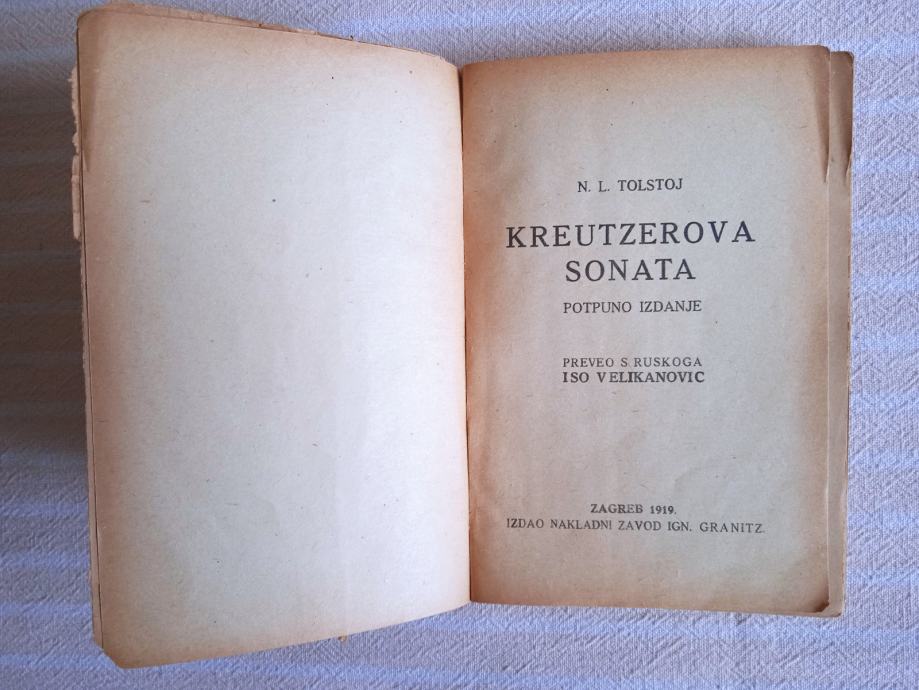 N. L. TOLSTOJ
KREUTZEROVA
SONATA
POTPUNO IZDANJE
PREVEO S RUSKOGA
ISO VELIKANOVIC
ZAGREB 1919.
IZDAO NAKLADNI ZAVOD IGN. GRANITZ.